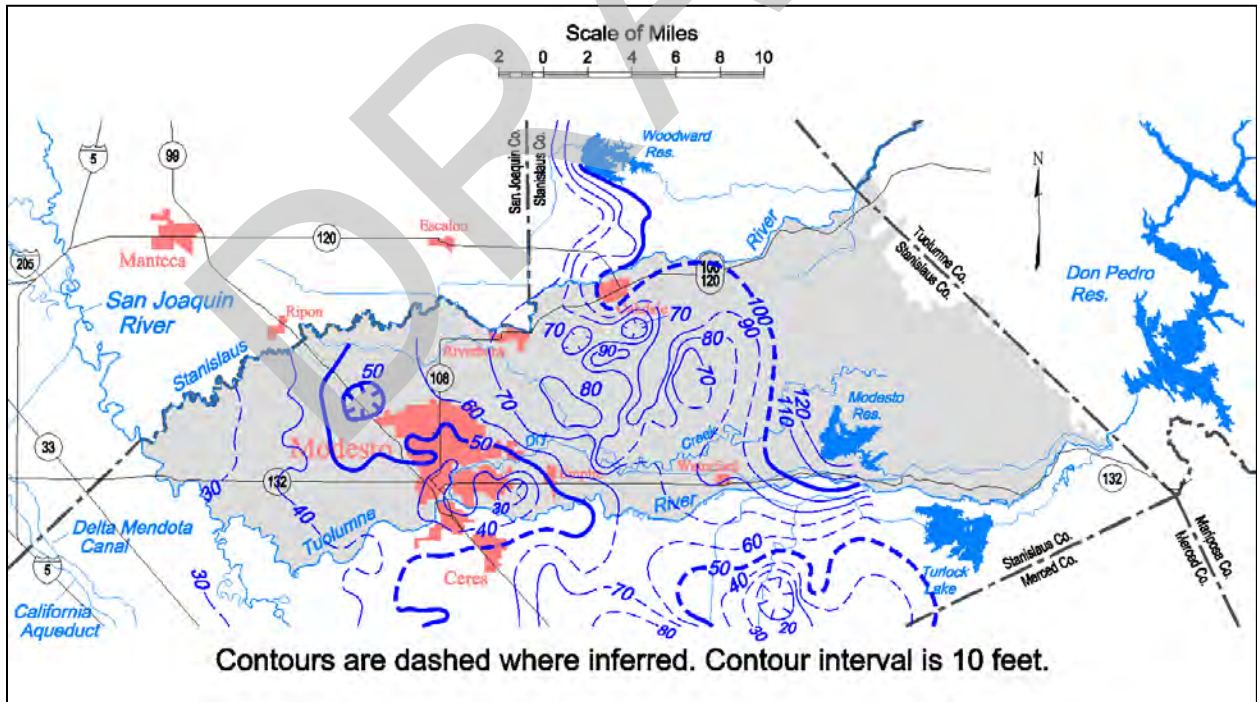 DRA
Scale of Miles
2 0 2 4 6 8 10
Woodward
Res.
San Joaquin Co.
Stanislaus Co.
N
5
99
Escalon
120
Manteca
205
River
108
120
Tuolumne Co.
Stanislaus Co.
Don Pedro
Res.
San Joaquin
River
Ripon
Stanislaus
Riverbank
Oakdale
70
70
100
90
80
90
50
108
80
70
120
110
60
70
Modesto
Res.
Modesto
50
Dry
Creek
33
30
132
Empire
Waterford
River
132
40
30
40
Tuolumne
Delta Mendota
Canal
Ceres
60
50
40
Turlock
Lake
Stanislaus Co.
Merced Co.
Mariposa Co.
Merced Co.
5
30
California
Aqueduct
70
80
30
20
Contours are dashed where inferred. Contour interval is 10 feet.